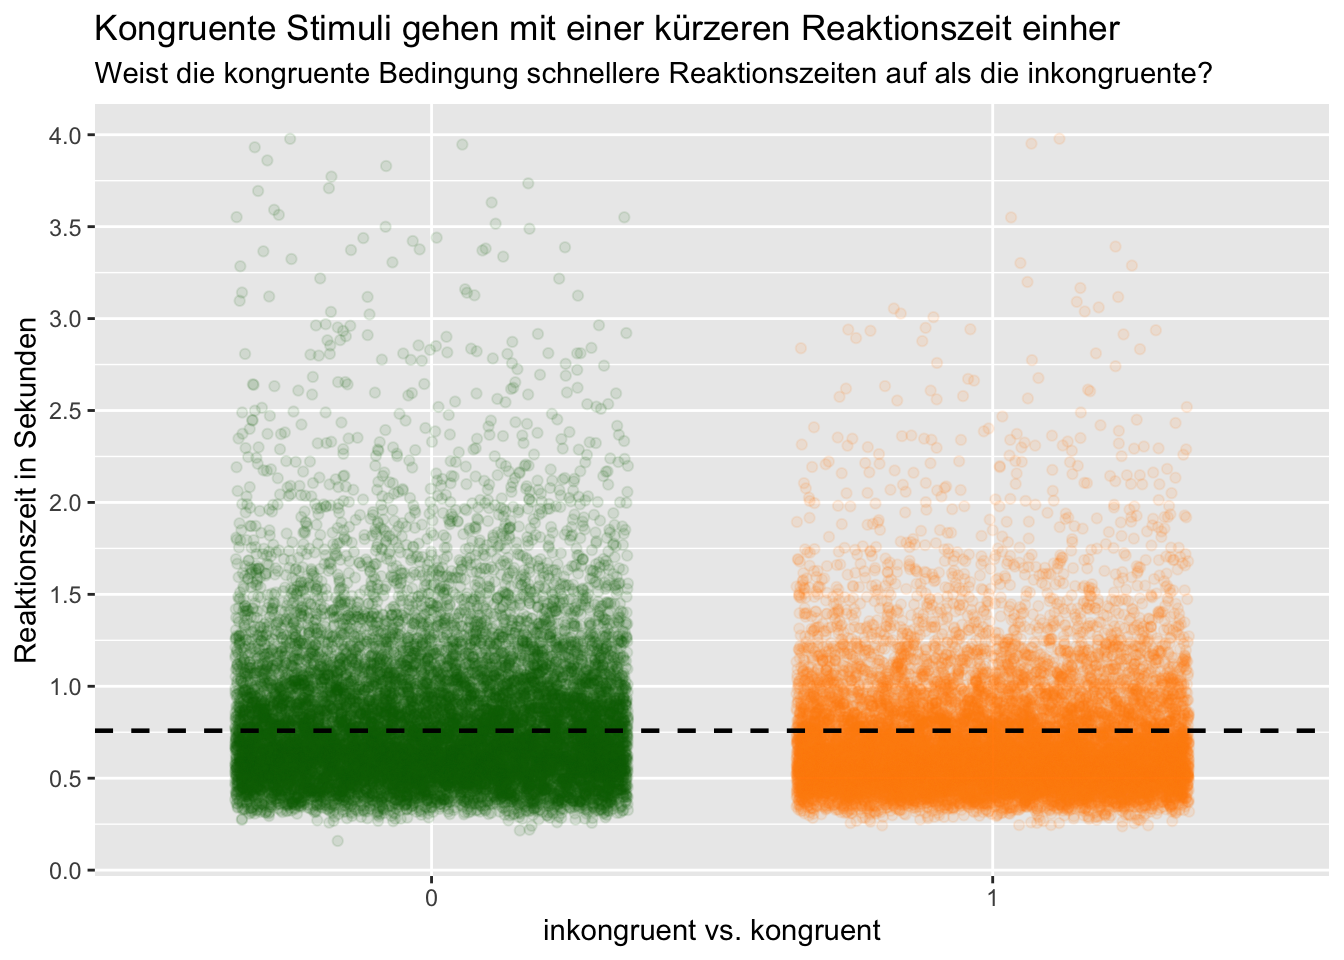 Kongruente Stimuli gehen mit einer kürzeren Reaktionszeit einher
Weist die kongruente Bedingung schnellere Reaktionszeiten auf als die inkongruente?
Reaktionszeit in Sekunden
4.0
3.5
3.0
2.5
2.0
1.5
1.0
0.5
0.0
0 1
inkongruent vs. kongruent